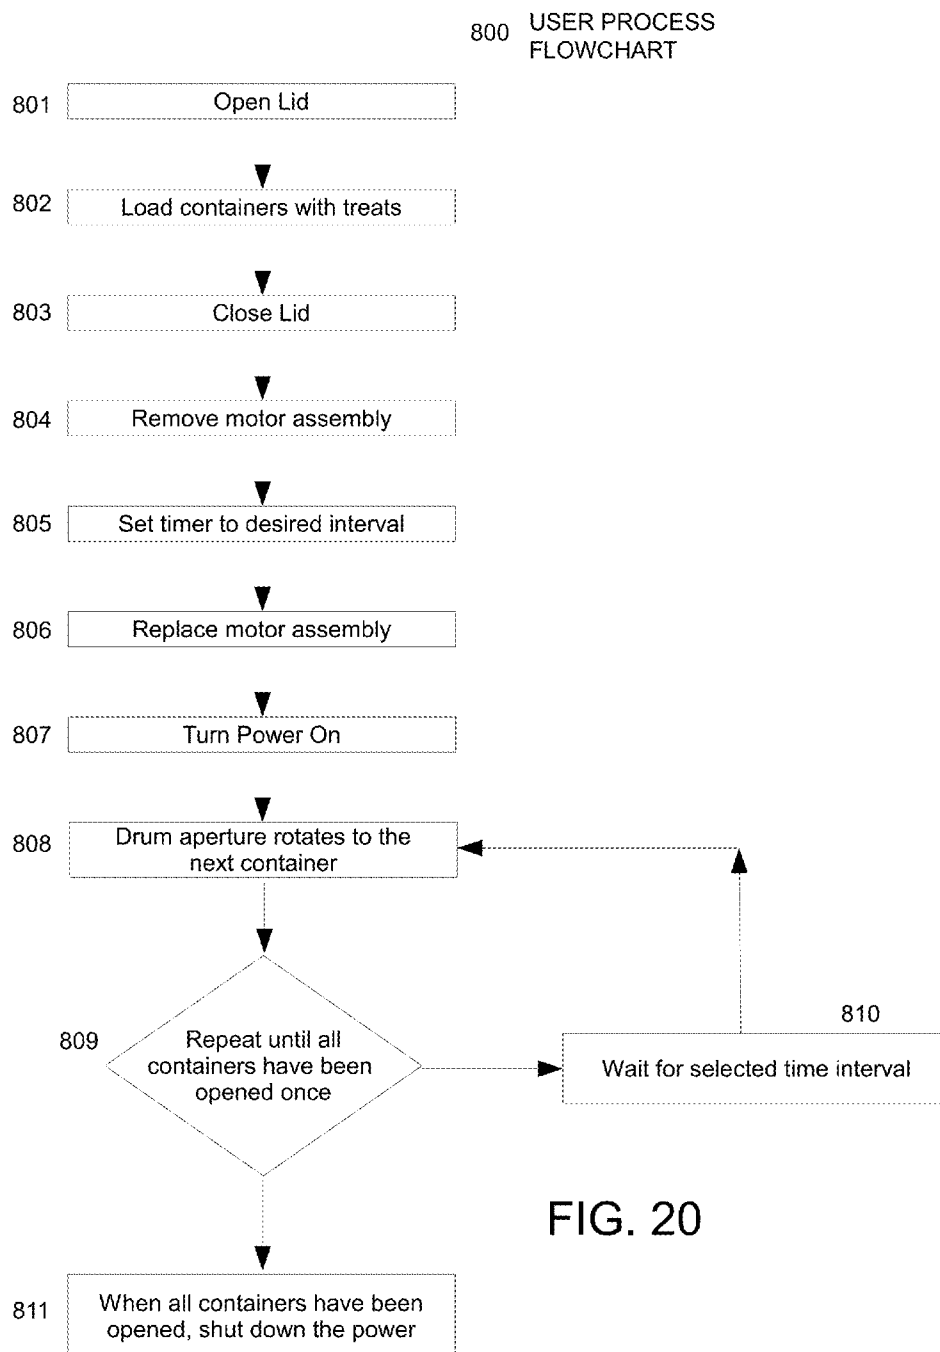 800 USER PROCESS
FLOWCHART
801 Open Lid
802 Load containers with treats
803 Close Lid
804 Remove motor assembly
805 Set timer to desired interval
806 Replace motor assembly
807 Turn Power On
808 Drum aperture rotates to the
next container
809 Repeat until all
containers have been
opened once
810
Wait for selected time interval
FIG. 20
811 When all containers have been
opened, shut down the power